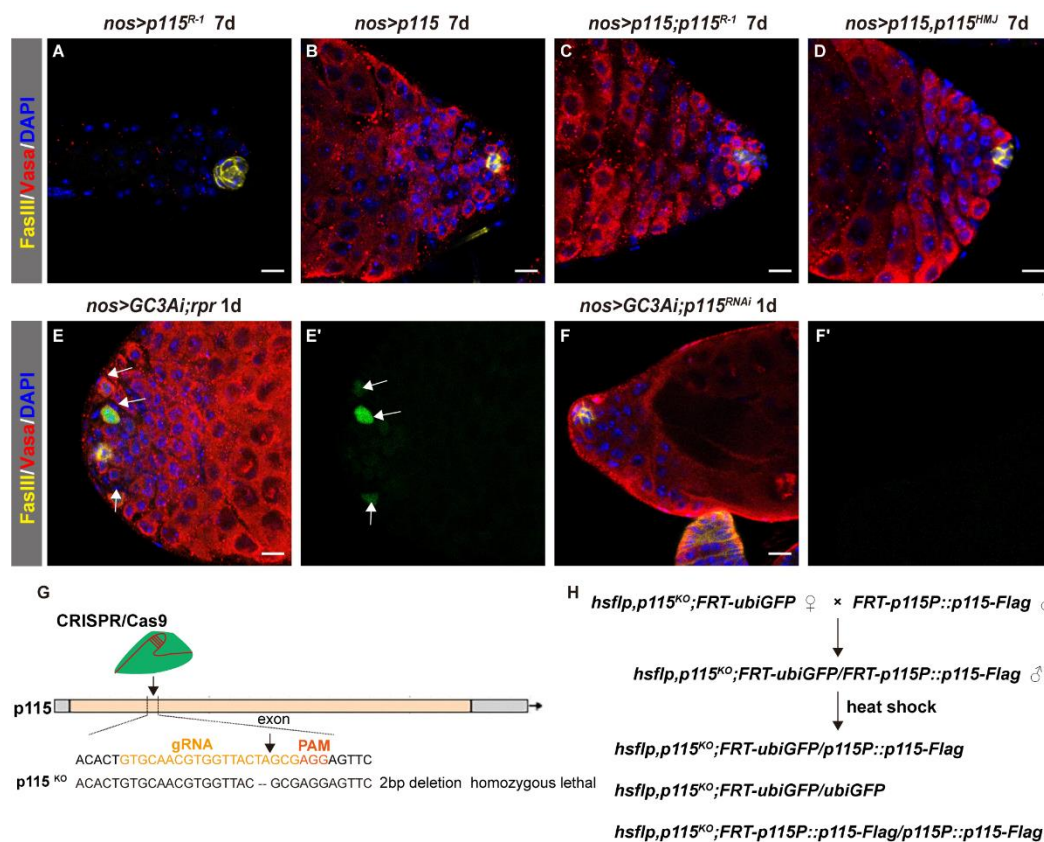 nos>p115R-1 7d
nos>p115 7d
nos>p115;p115R-1 7d
nos>p115,p115HMJ 7d
FasIII/Vasa/DAPI
A
B
C
D
nos>GC3Ai;rpr 1d
nos>GC3Ai;p115RNAi 1d
FasIII/Vasa/DAPI
E
E'
F
F'
G
CRISPR/Cas9
p115
exon
gRNA
PAM
ACACTGTGCAACGTGGTTACTAGCGAGGAGTTC
p115 KO ACACTGTGCAACGTGGTTAC -- GCGAGGAGTTC 2bp deletion homozygous lethal
H
hsflp,p115KO;FRT-ubiGFP ♀ × FRT-p115P::p115-Flag
hsflp,p115KO;FRT-ubiGFP/FRT-p115P::p115-Flag ♂
heat shock
hsflp,p115KO;FRT-ubiGFP/p115P::p115-Flag
hsflp,p115KO;FRT-ubiGFP/ubiGFP
hsflp,p115KO;FRT-p115P::p115-Flag/p115P::p115-Flag